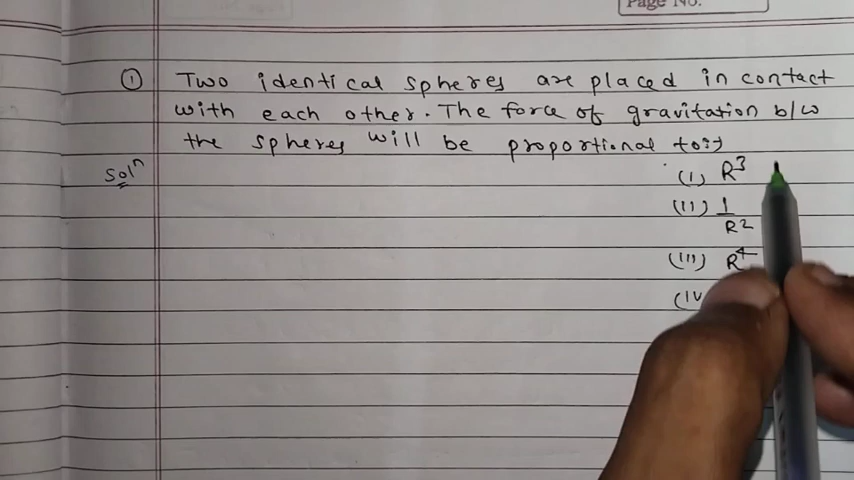 Page No.
① Two identical spheres are placed in contact
with each other. The force of gravitation b/w
the spheres will be proportional to:→
Solⁿ
(I) R³
(II) 1/R²
(III) R⁴
(IV